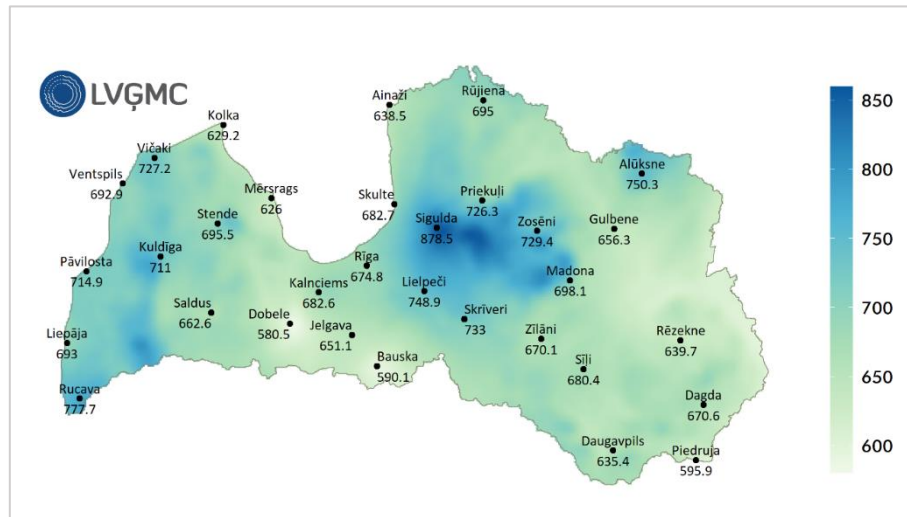 LVĢMC
Ainaži
638.5
Rūjiena
695
850
Kolka
629.2
Vičaki
727.2
Alūksne
750.3
800
Ventspils
692.9
Mērsrags
626
Skulte
682.7
Priekuļi
726.3
Stende
695.5
Sigulda
878.5
Zosēni
729.4
Gulbene
656.3
750
Kuldīga
711
Pāvilosta
714.9
Rīga
674.8
Kalnciems
682.6
Lielpeči
748.9
Madona
698.1
700
Saldus
662.6
Dobele
580.5
Jelgava
651.1
Skrīveri
733
Zīlāni
670.1
Rēzekne
639.7
Liepāja
693
Bauska
590.1
Sīļi
680.4
650
Rucava
777.7
Dagda
670.6
Daugavpils
635.4
Piedruja
595.9
600